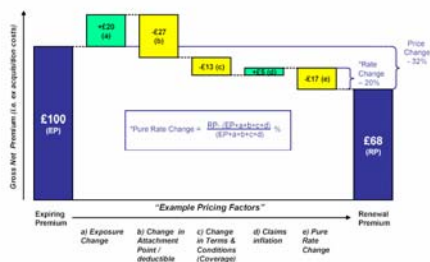 Gross Net Premium (i.e. ex acquisition costs)
+£20
(a)
-£27
(b)
-£13 (c)
+£5 (d)
-£17 (e)
Price
Change
- 32%
*Rate
Change
- 20%
£100
(EP)
*Pure Rate Change = RP- (EP+a+b+c+d) %
(EP+a+b+c+d)
£68
(RP)
Expiring
Premium
"Example Pricing Factors"
Renewal
Premium
a) Exposure
Change
b) Change in
Attachment
Point /
deductible
c) Change
in Terms &
Conditions
(Coverage)
d) Claims
inflation
e) Pure
Rate
Change